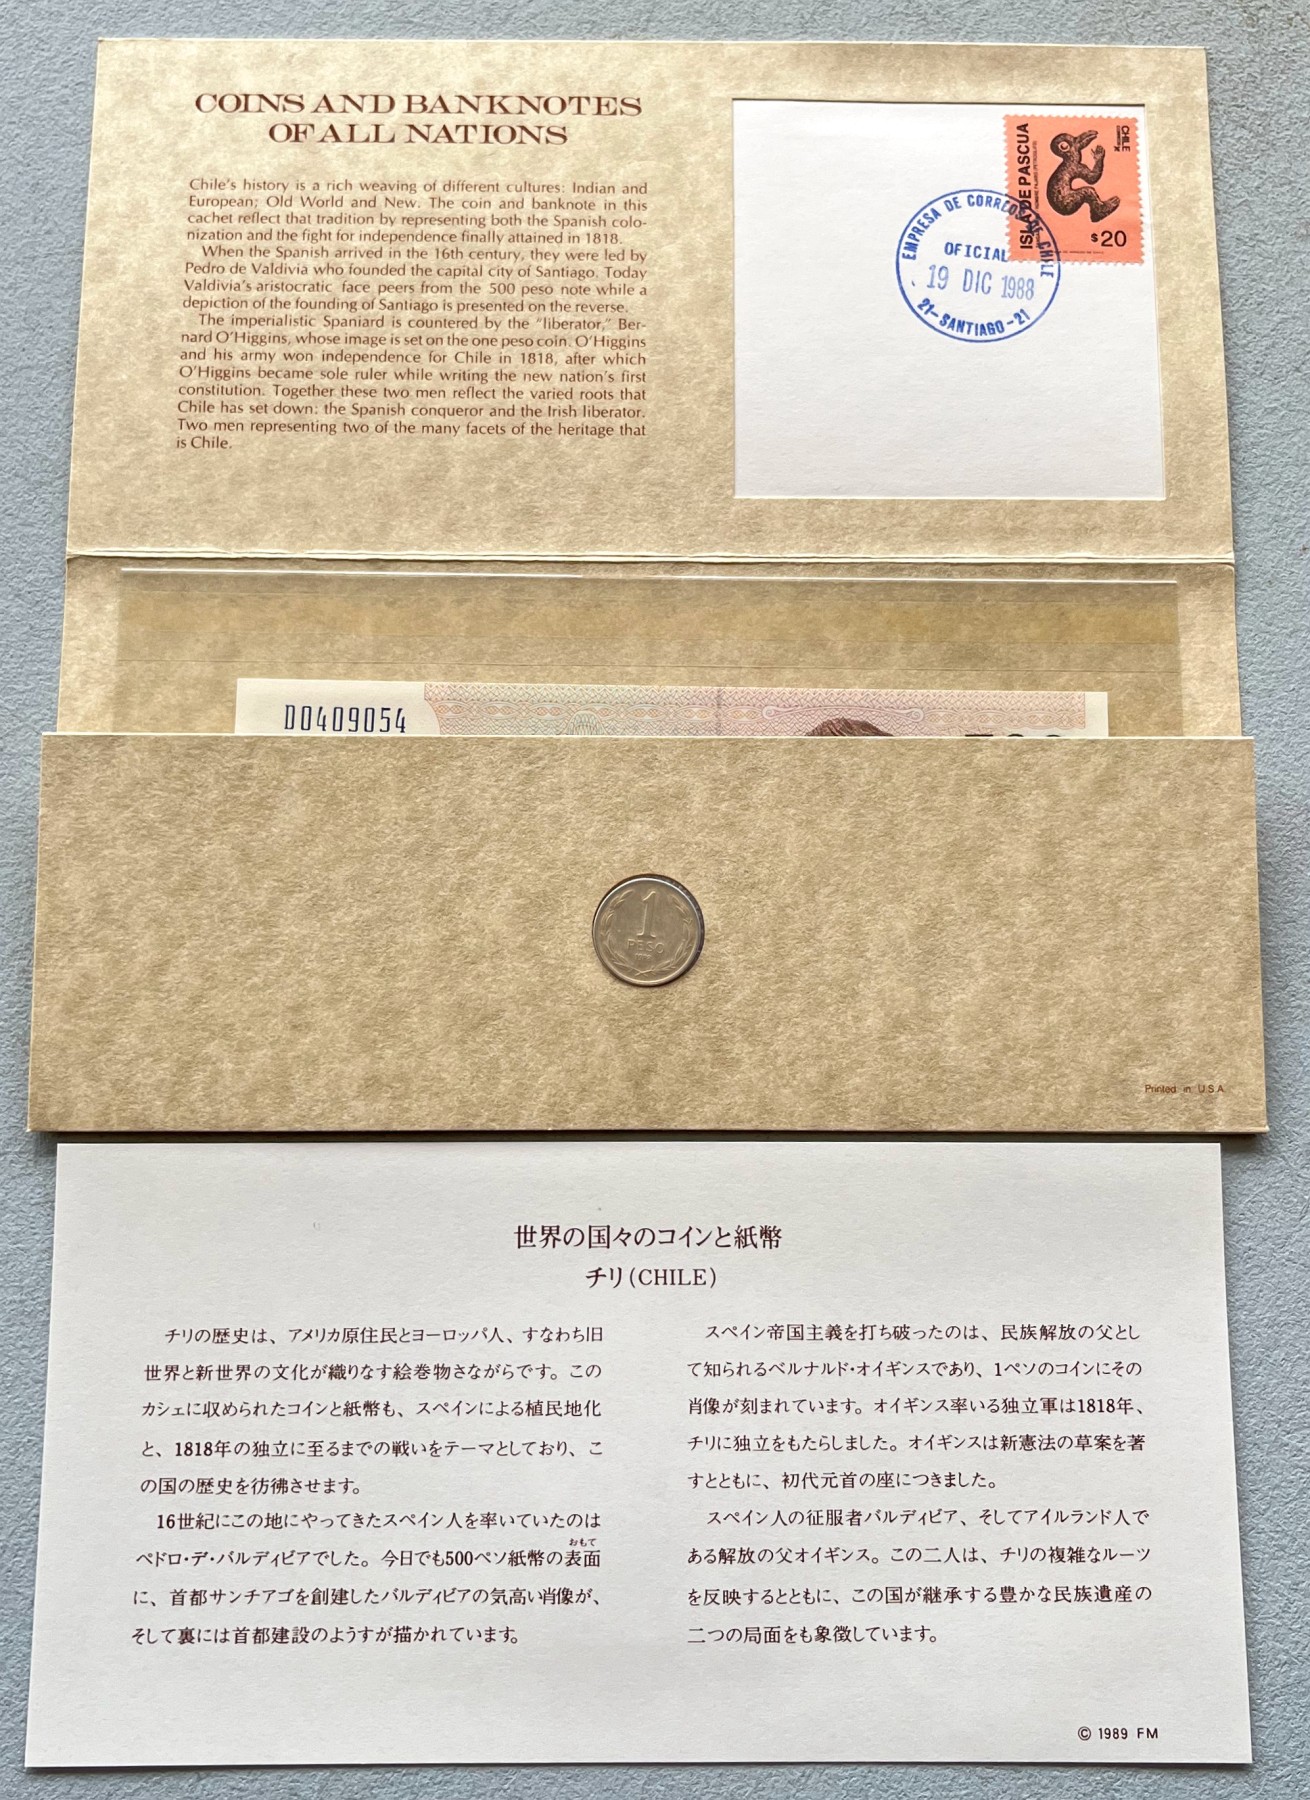 COINS AND BANKNOTES
OF ALL NATIONS
Chile's history is a rich weaving of different cultures: Indian and
European; Old World and New. The coin and banknote in this
cachet reflect that tradition by representing both the Spanish colo-
nization and the fight for independence finally attained in 1818.
When the Spanish arrived in the 16th century, they were led by
Pedro de Valdivia who founded the capital city of Santiago. Today
Valdivia's aristocratic face peers from the 500 peso note while a
depiction of the founding of Santiago is presented on the reverse.
The imperialistic Spaniard is countered by the "liberator," Ber-
nard O'Higgins, whose image is set on the one peso coin. O'Higgins
and his army won independence for Chile in 1818, after which
O'Higgins became sole ruler while writing the new nation's first
constitution. Together these two men reflect the varied roots that
Chile has set down: the Spanish conqueror and the Irish liberator.
Two men representing two of the many facets of the heritage that
is Chile.
ISLA DE PASCUA
CHILE
$20
EMPRESA DE CORREOS DE CHILE
OFICIAL
19 DIC 1988
21-SANTIAGO-21
D0409054
1
PESO
Printed in U.S.A.
世界の国々のコインと紙幣
チリ(CHILE)
チリの歴史は、アメリカ原住民とヨーロッパ人、すなわち旧
世界と新世界の文化が織りなす絵巻物さながらです。この
カシェに収められたコインと紙幣も、スペインによる植民地化
と、1818年の独立に至るまでの戦いをテーマとしており、こ
の国の歴史を彷彿させます。
16世紀にこの地にやってきたスペイン人を率いていたのは
ペドロ・デ・バルディビアでした。今日でも500ペソ紙幣の表面
おもて
に、首都サンチアゴを創建したバルディビアの気高い肖像が、
そして裏には首都建設のようすが描かれています。
スペイン帝国主義を打ち破ったのは、民族解放の父とし
て知られるベルナルド・オイギンスであり、1ペソのコインにその
肖像が刻まれています。オイギンス率いる独立軍は1818年、
チリに独立をもたらしました。オイギンスは新憲法の草案を著
すとともに、初代元首の座につきました。
スペイン人の征服者バルディビア、そしてアイルランド人で
ある解放の父オイギンス。この二人は、チリの複雑なルーツ
を反映するとともに、この国が継承する豊かな民族遺産の
二つの局面をも象徴しています。
© 1989 FM